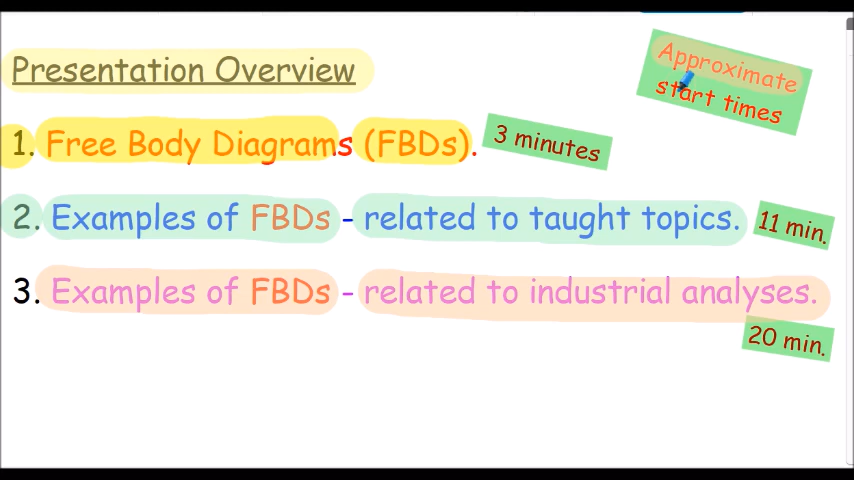 Presentation Overview
Approximate
start times
1. Free Body Diagrams (FBDs).
3 minutes
2. Examples of FBDs - related to taught topics.
11 min.
3. Examples of FBDs - related to industrial analyses.
20 min.